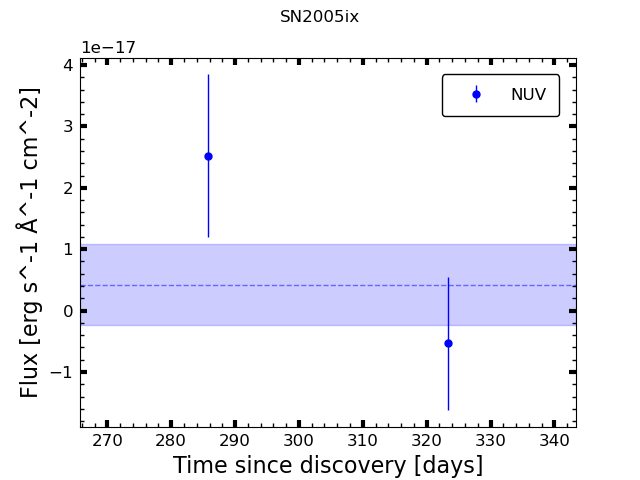 SN2005ix
1e−17
4
3
2
1
0
−1
Flux [erg s^-1 Å^-1 cm^-2]
NUV
270 280 290 300 310 320 330 340
Time since discovery [days]